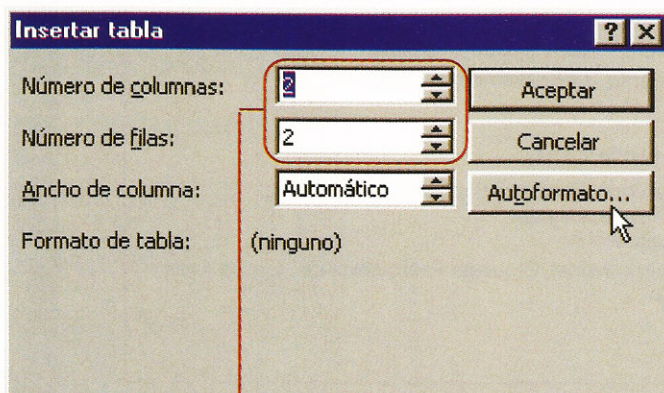 Insertar tabla
Número de columnas: 2 Aceptar
Número de filas: 2 Cancelar
Ancho de columna: Automático Autoformato...
Formato de tabla: (ninguno)